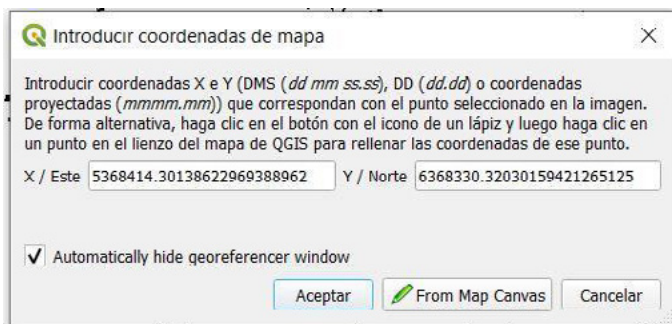 Introducir coordenadas de mapa
Introducir coordenadas X e Y (DMS (dd mm ss.ss), DD (dd.dd) o coordenadas
proyectadas (mmmm.mm)) que correspondan con el punto seleccionado en la imagen.
De forma alternativa, haga clic en el botón con el icono de un lápiz y luego haga clic en
un punto en el lienzo del mapa de QGIS para rellenar las coordenadas de ese punto.
X / Este 5368414.30138622969388962 Y / Norte 6368330.32030159421265125
Automatically hide georeferencer window
Aceptar From Map Canvas Cancelar